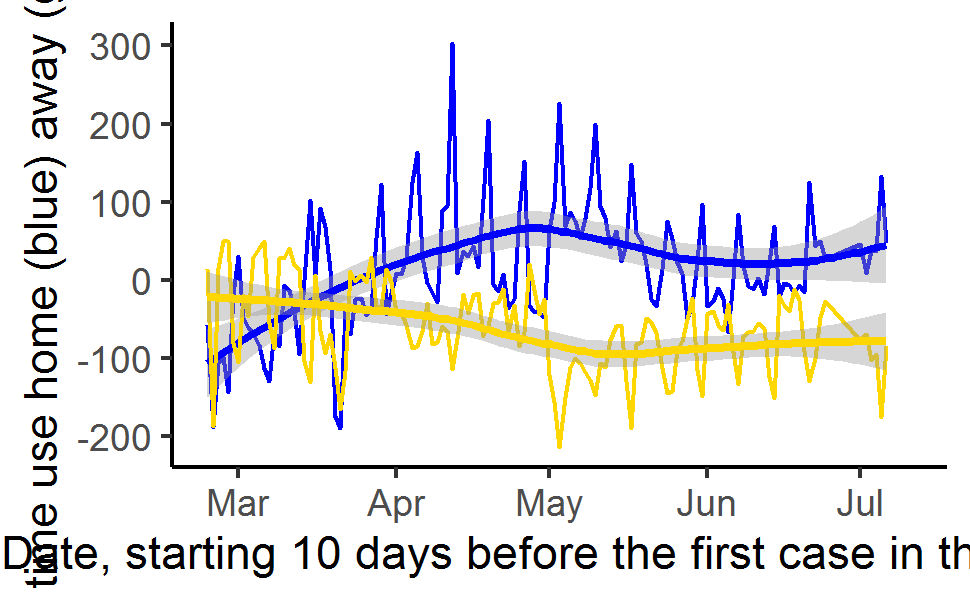 time use home (blue) away (g
300
200
100
0
-100
-200
Mar Apr May Jun Jul
Date, starting 10 days before the first case in th